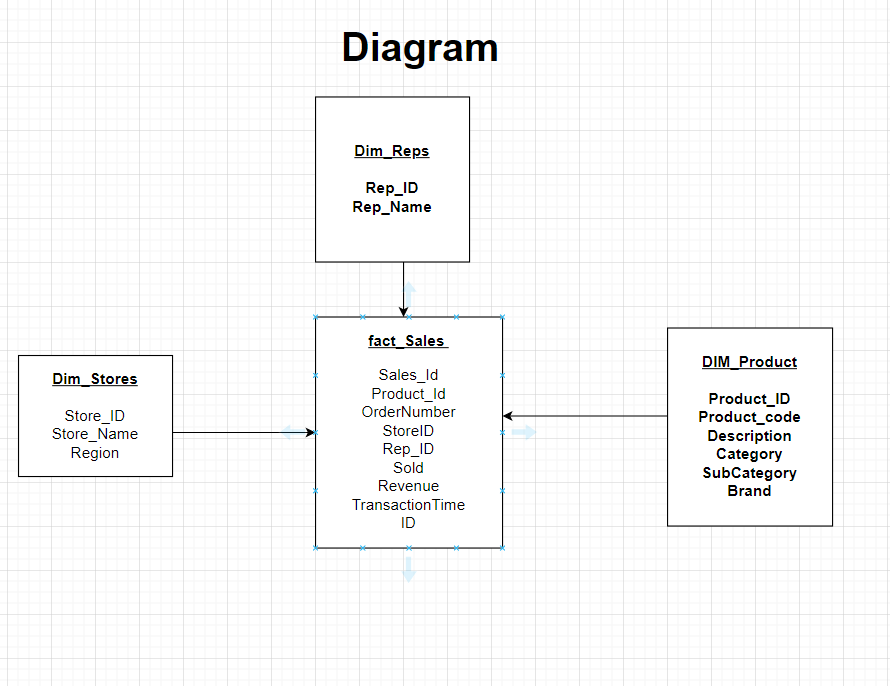 Diagram
Dim_Reps
Rep_ID
Rep_Name
fact_Sales
Sales_Id
Product_Id
OrderNumber
StoreID
Rep_ID
Sold
Revenue
TransactionTime
ID
Dim_Stores
Store_ID
Store_Name
Region
DIM_Product
Product_ID
Product_code
Description
Category
SubCategory
Brand